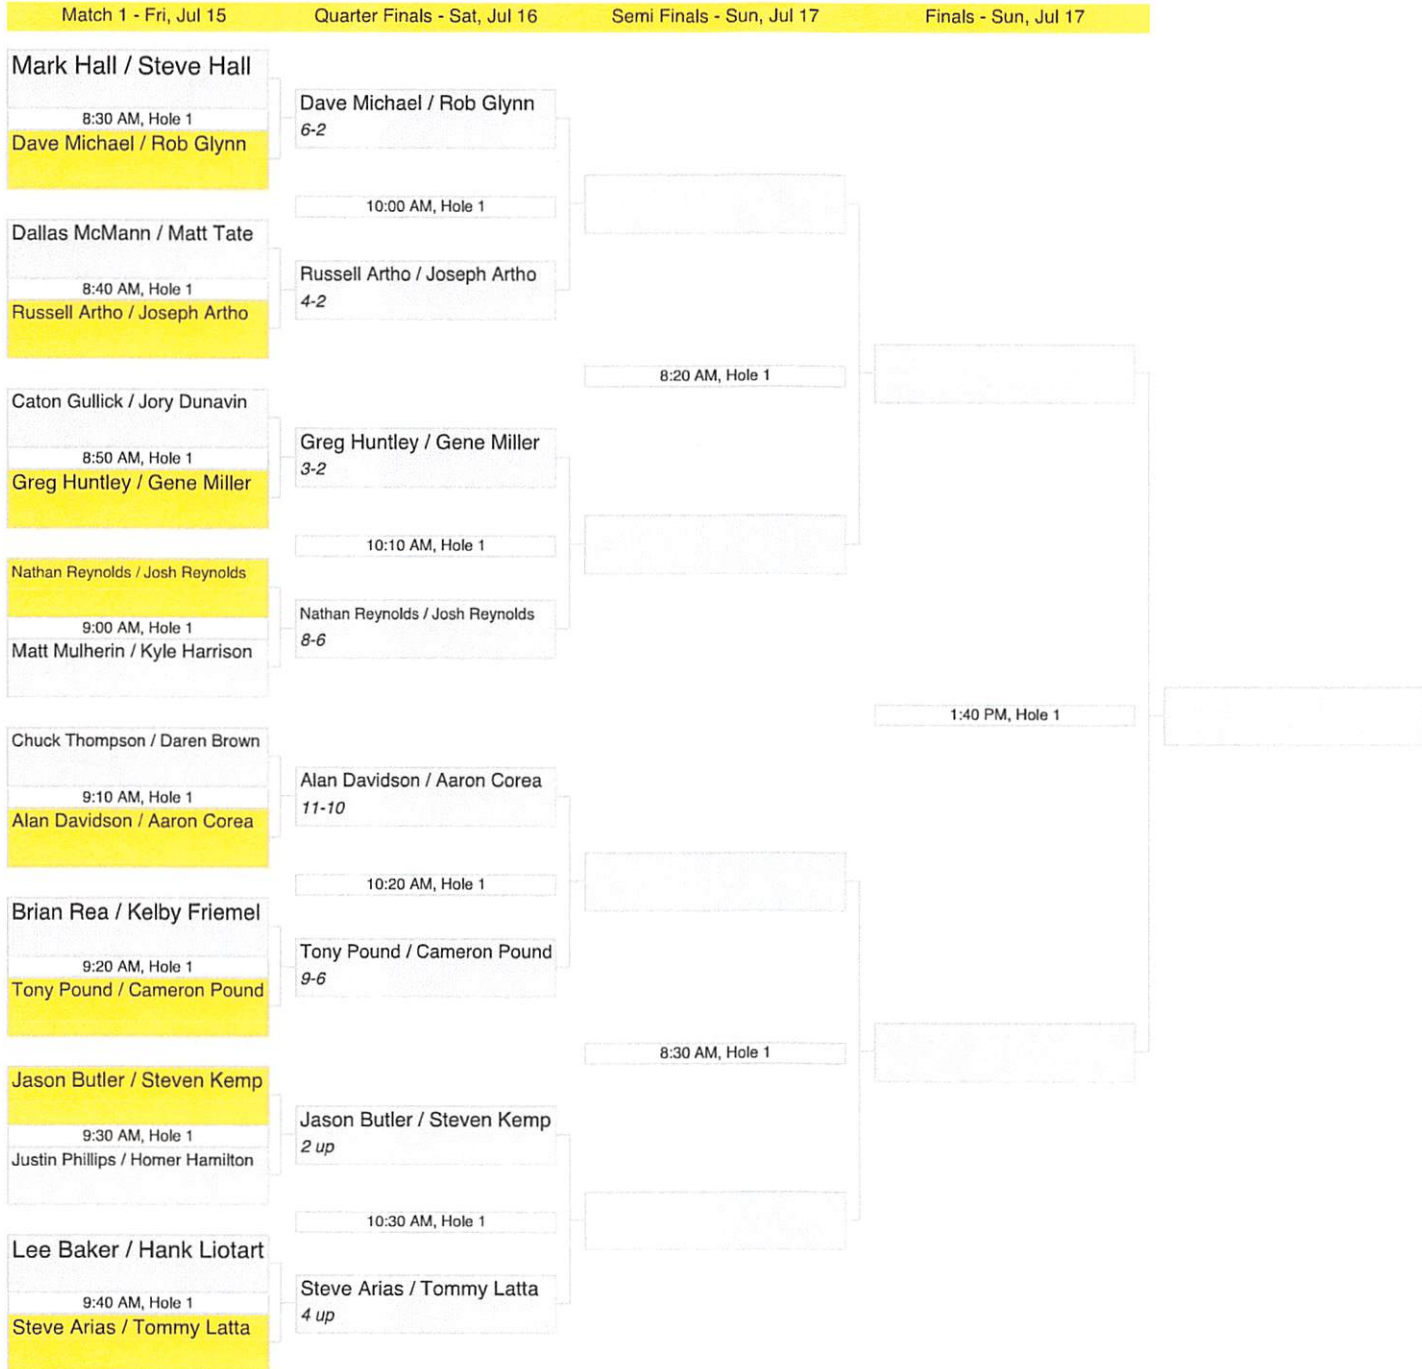 Match 1 - Fri, Jul 15
Quarter Finals - Sat, Jul 16
Semi Finals - Sun, Jul 17
Finals - Sun, Jul 17
Mark Hall / Steve Hall
8:30 AM, Hole 1
Dave Michael / Rob Glynn
Dallas McMann / Matt Tate
8:40 AM, Hole 1
Russell Artho / Joseph Artho
Caton Gullick / Jory Dunavin
8:50 AM, Hole 1
Greg Huntley / Gene Miller
Nathan Reynolds / Josh Reynolds
9:00 AM, Hole 1
Matt Mulherin / Kyle Harrison
Chuck Thompson / Daren Brown
9:10 AM, Hole 1
Alan Davidson / Aaron Corea
Brian Rea / Kelby Friemel
9:20 AM, Hole 1
Tony Pound / Cameron Pound
Jason Butler / Steven Kemp
9:30 AM, Hole 1
Justin Phillips / Homer Hamilton
Lee Baker / Hank Liotart
9:40 AM, Hole 1
Steve Arias / Tommy Latta
Dave Michael / Rob Glynn
6-2
10:00 AM, Hole 1
Russell Artho / Joseph Artho
4-2
Greg Huntley / Gene Miller
3-2
10:10 AM, Hole 1
Nathan Reynolds / Josh Reynolds
8-6
Alan Davidson / Aaron Corea
11-10
10:20 AM, Hole 1
Tony Pound / Cameron Pound
9-6
Jason Butler / Steven Kemp
2 up
10:30 AM, Hole 1
Steve Arias / Tommy Latta
4 up
8:20 AM, Hole 1
8:30 AM, Hole 1
1:40 PM, Hole 1